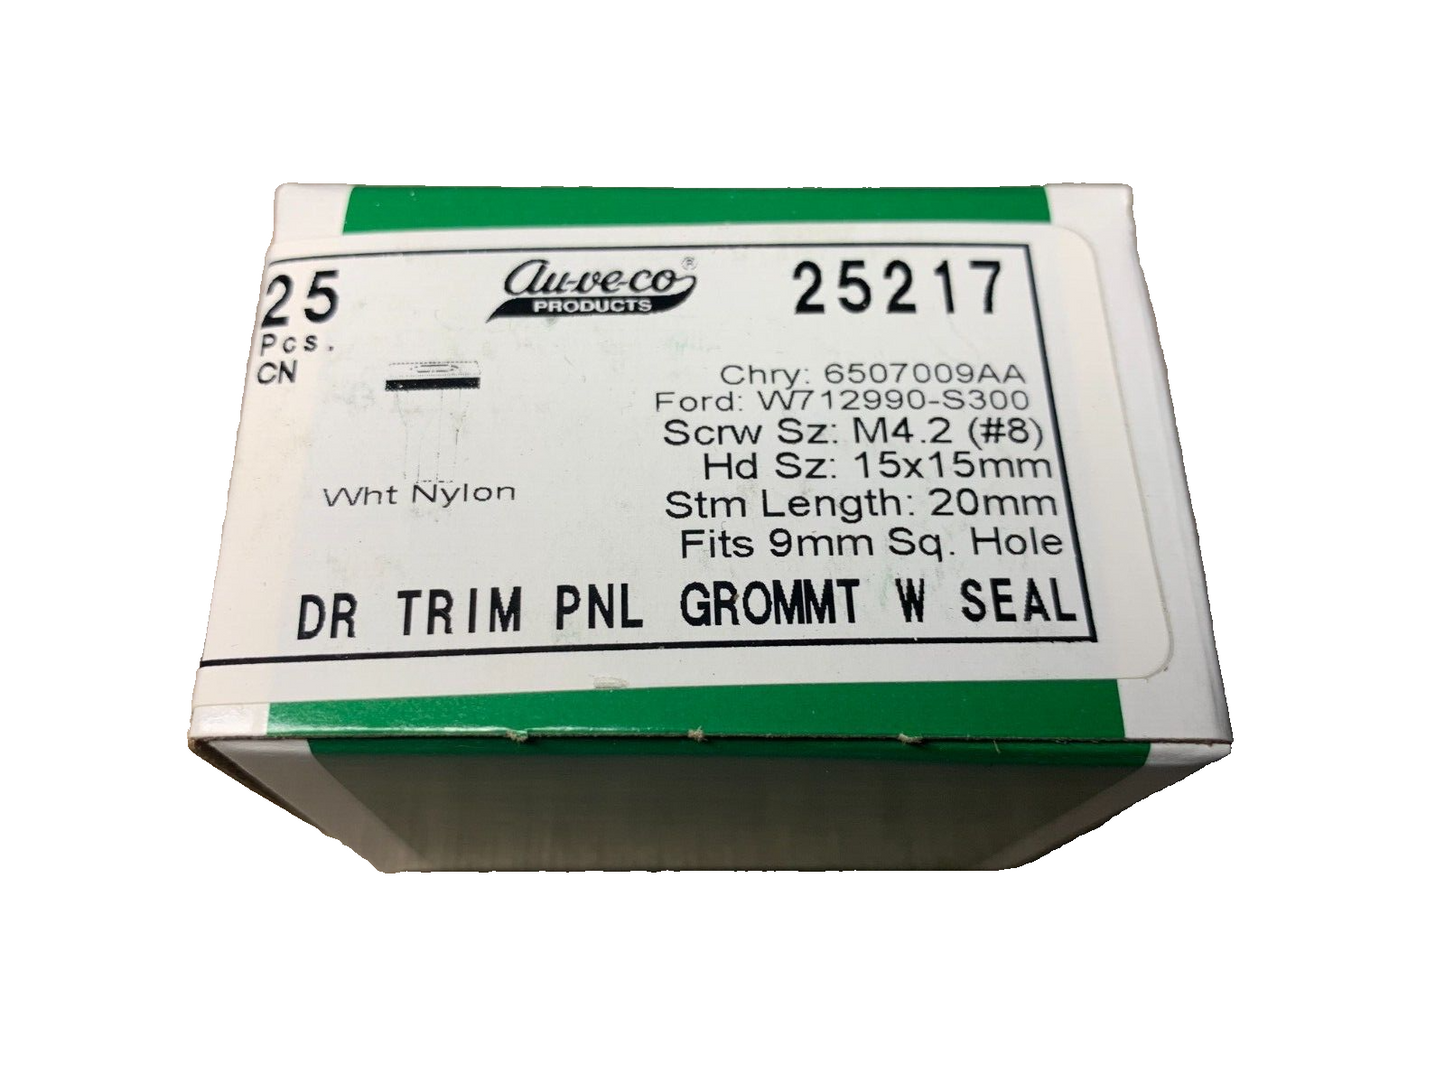 25
Pcs.
CN
Au-ve-co®
PRODUCTS
25217
Chry: 6507009AA
Ford: W712990-S300
Scrw Sz: M4.2 (#8)
Hd Sz: 15x15mm
Stm Length: 20mm
Fits 9mm Sq. Hole
Wht Nylon
DR TRIM PNL GROMMT W SEAL